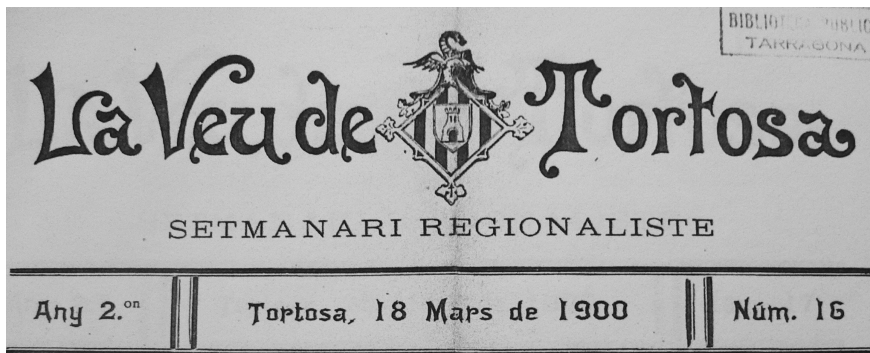 TARRAGONA
La Veu de Tortosa
SETMANARI REGIONALISTE
Any 2.on
Tortosa, 18 Mars de 1900
Núm. 16